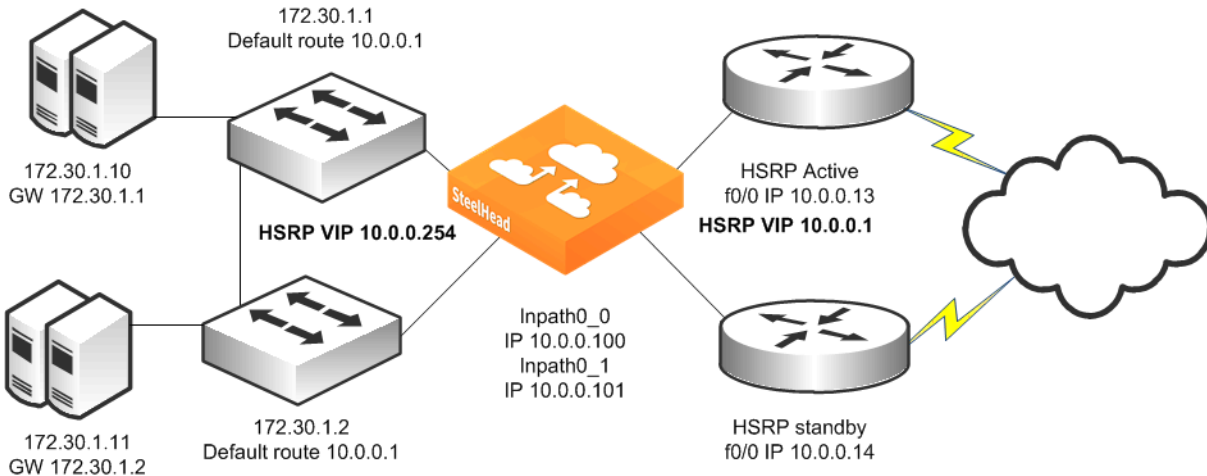 172.30.1.1
Default route 10.0.0.1
172.30.1.10
GW 172.30.1.1
HSRP VIP 10.0.0.254
SteelHead
HSRP Active
f0/0 IP 10.0.0.13
HSRP VIP 10.0.0.1
Inpath0_0
IP 10.0.0.100
Inpath0_1
IP 10.0.0.101
172.30.1.11
GW 172.30.1.2
172.30.1.2
Default route 10.0.0.1
HSRP standby
f0/0 IP 10.0.0.14